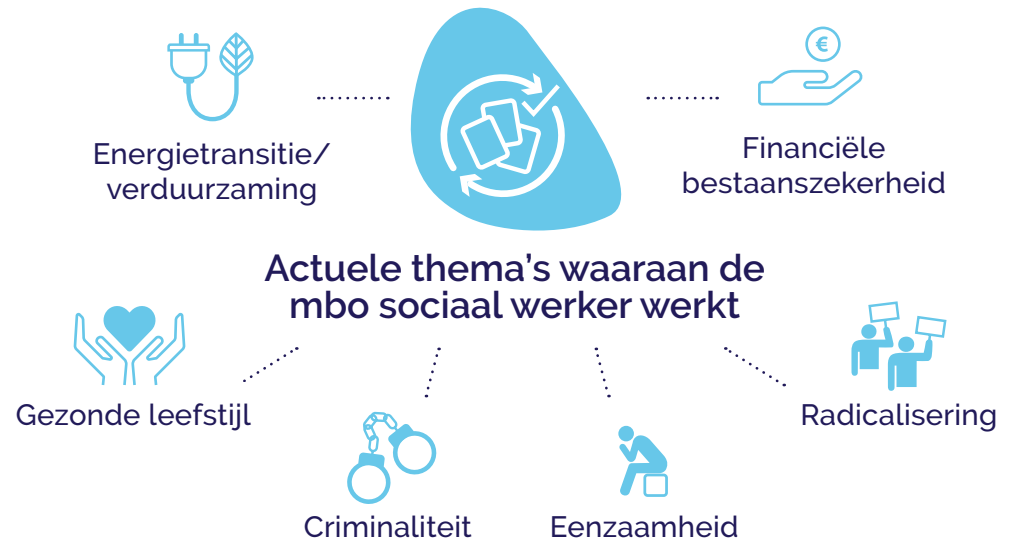 Energietransitie/
verduurzaming
€
Financiële
bestaanszekerheid
Actuele thema's waaraan de
mbo sociaal werker werkt
Gezonde leefstijl
Radicalisering
Criminaliteit
Eenzaamheid